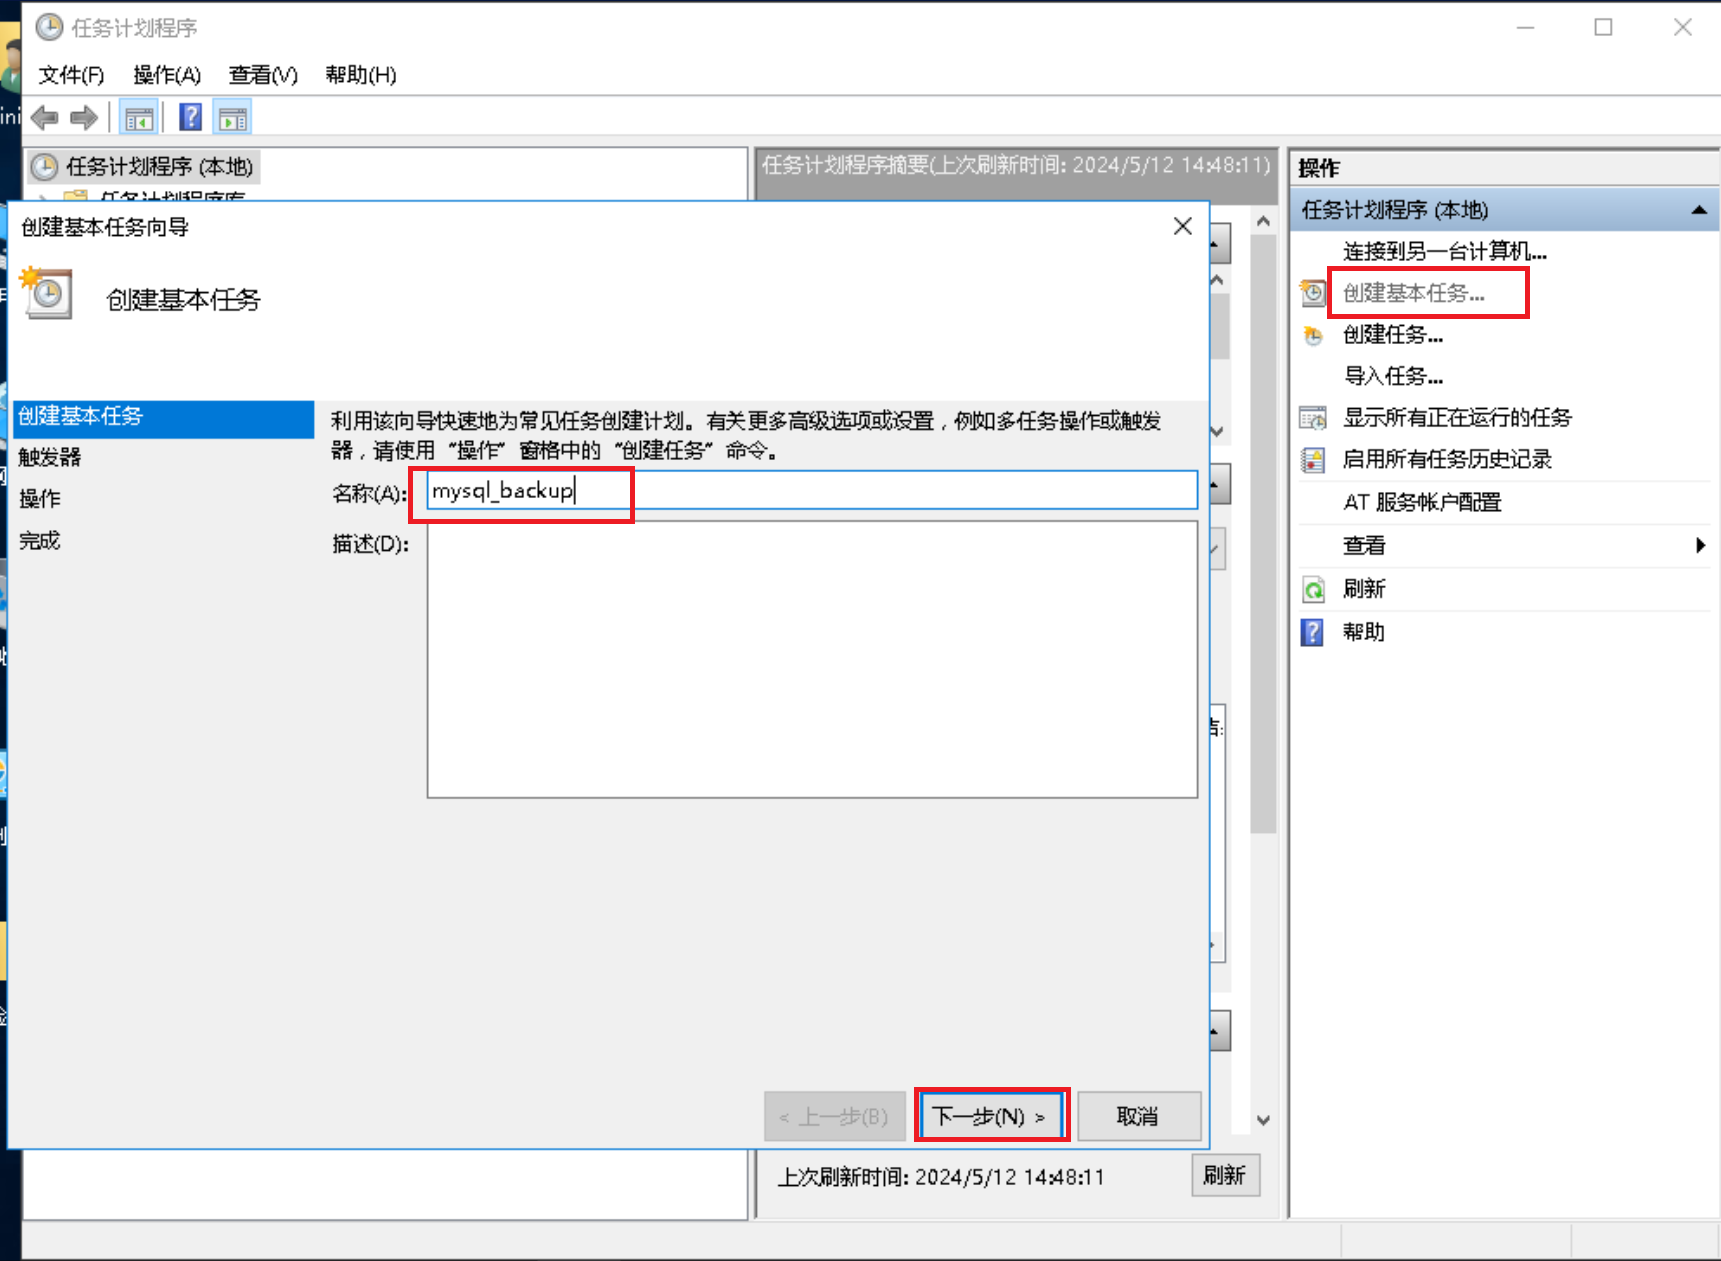 任务计划程序
文件(F) 操作(A) 查看(V) 帮助(H)
任务计划程序 (本地)
任务计划程序库
任务计划程序摘要(上次刷新时间: 2024/5/12 14:48:11)
创建基本任务向导
创建基本任务
创建基本任务
触发器
操作
完成
利用该向导快速地为常见任务创建计划。有关更多高级选项或设置，例如多任务操作或触发
器，请使用“操作”窗格中的“创建任务”命令。
名称(A): mysql_backup
描述(D):
< 上一步(B) 下一步(N) > 取消
上次刷新时间: 2024/5/12 14:48:11 刷新
操作
任务计划程序 (本地)
连接到另一台计算机...
创建基本任务...
创建任务...
导入任务...
显示所有正在运行的任务
启用所有任务历史记录
AT 服务帐户配置
查看
刷新
帮助